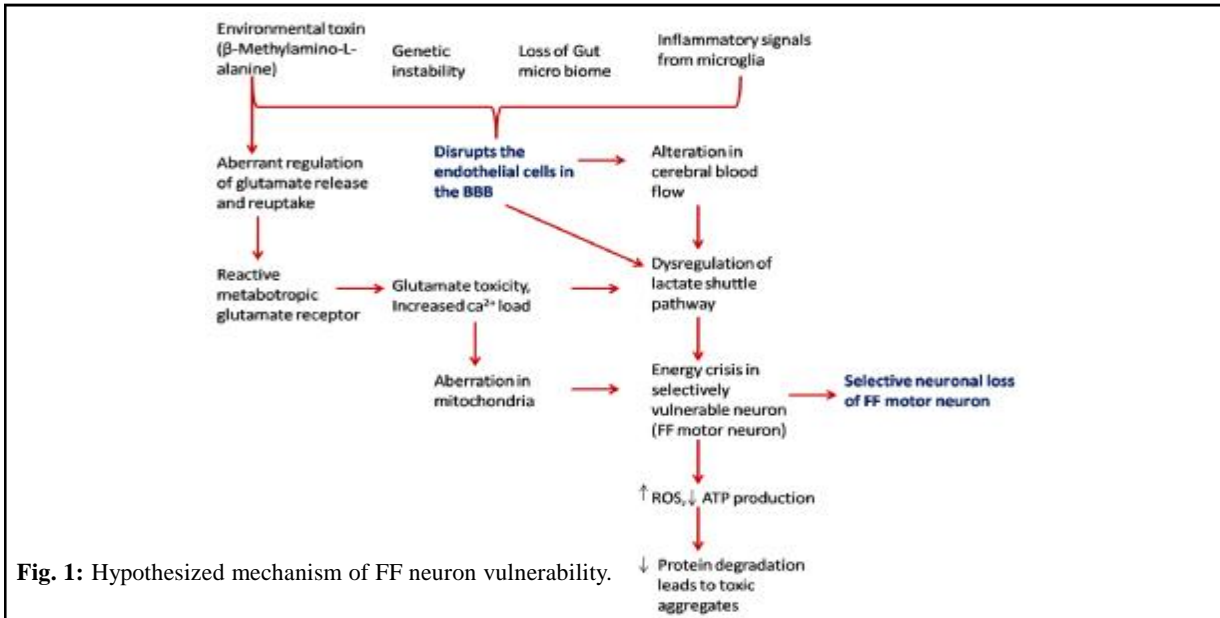 Environmental toxin
(β-Methylamino-L-
alanine)
Genetic
instability
Loss of Gut
micro biome
Inflammatory signals
from microglia
Aberrant regulation
of glutamate release
and reuptake
Disrupts the
endothelial cells in
the BBB
Alteration in
cerebral blood
flow
Reactive
metabotropic
glutamate receptor
Glutamate toxicity,
Increased ca²⁺ load
Dysregulation of
lactate shuttle
pathway
Aberration in
mitochondria
Energy crisis in
selectively
vulnerable neuron
(FF motor neuron)
Selective neuronal loss
of FF motor neuron
↑ ROS, ↓ ATP production
↓ Protein degradation
leads to toxic
aggregates
Fig. 1: Hypothesized mechanism of FF neuron vulnerability.